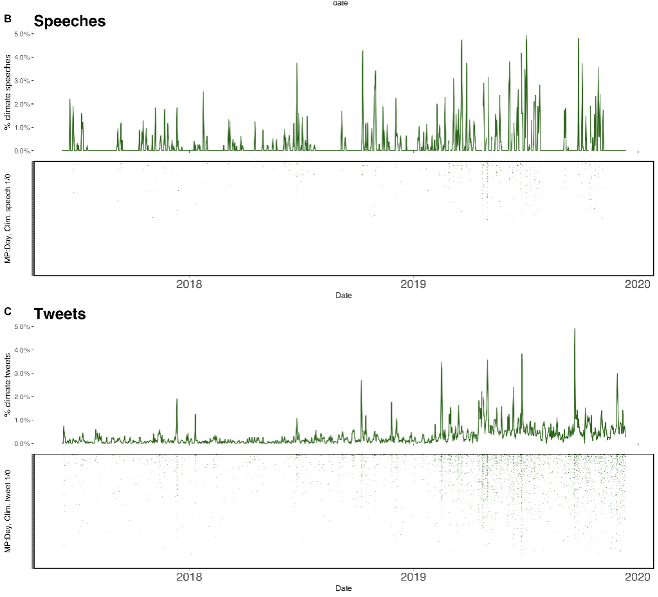 date
B Speeches
5.0%
4.0%
3.0%
2.0%
1.0%
0.0%
% climate speeches
MP:Day, Clim. speech 1/0
2018 2019 2020
Date
C Tweets
5.0%
4.0%
3.0%
2.0%
1.0%
0.0%
% climate tweets
MP:Day, Clim. tweet 1/0
2018 2019 2020
Date